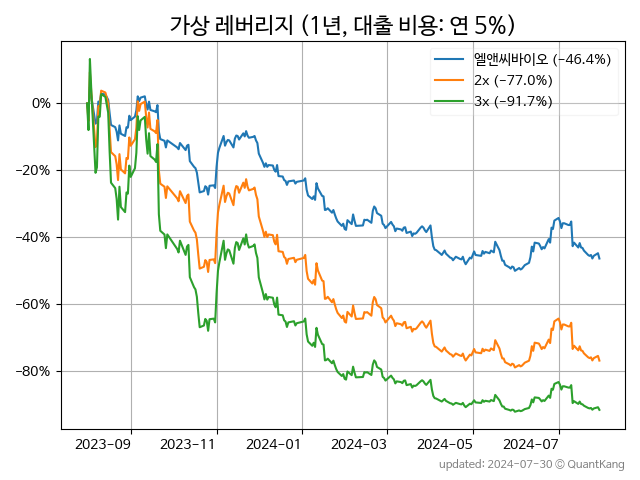 가상 레버리지 (1년, 대출 비용: 연 5%)
엘앤씨바이오 (−46.4%)
2x (−77.0%)
3x (−91.7%)
0%
−20%
−40%
−60%
−80%
2023−09 2023−11 2024−01 2024−03 2024−05 2024−07
updated: 2024-07-30 © QuantKang